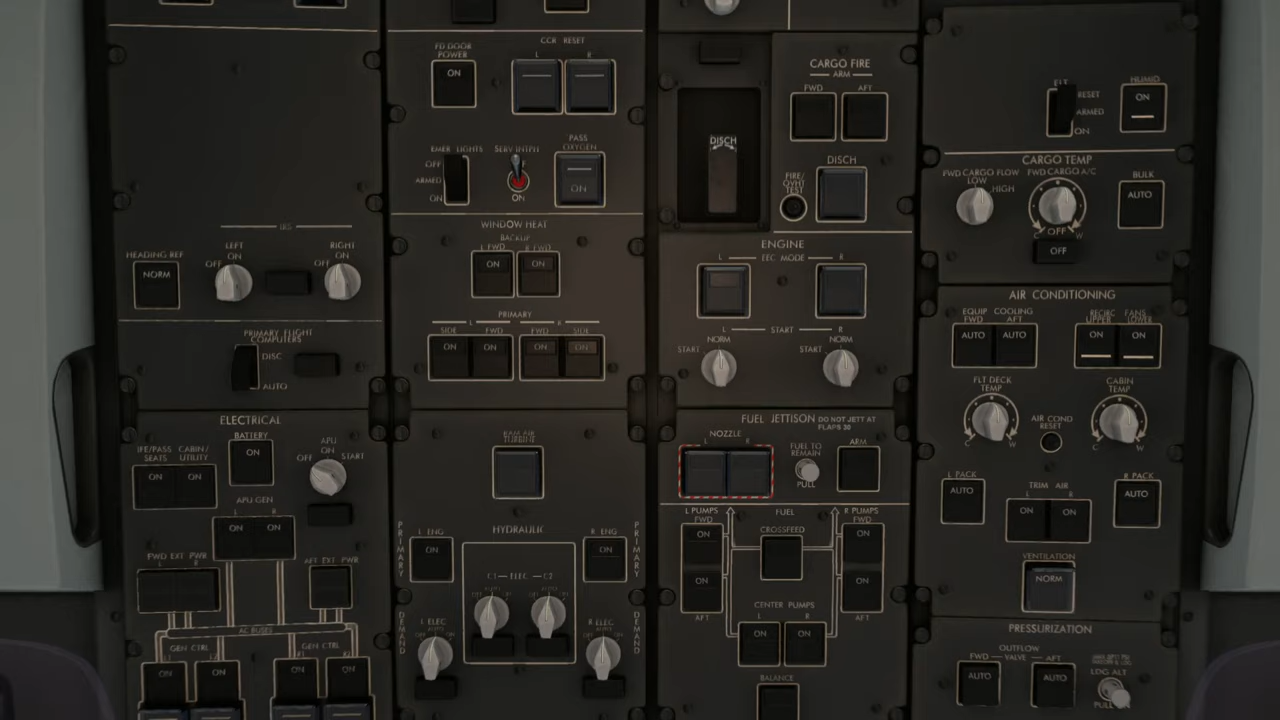 FD DOOR
POWER
ON
CCR RESET
L R
EMER LIGHTS
OFF
ARMED
ON
SERV INTPH
ON
PASS
OXYGEN
ON
WINDOW HEAT
BACKUP
L FWD R FWD
ON ON
PRIMARY
L R
SIDE FWD FWD SIDE
ON ON ON ON
IRS
HEADING REF
NORM
LEFT
ON
OFF
RIGHT
ON
OFF
PRIMARY FLIGHT
COMPUTERS
DISC
AUTO
ELECTRICAL
IFE/PASS
SEATS
ON
CABIN/
UTILITY
ON
BATTERY
ON
APU
OFF START
APU GEN
L R
ON ON
FWD EXT PWR
L R
AFT EXT PWR
AC BUSES
GEN CTRL GEN CTRL
L1 L2 R1 R2
ON ON ON ON
RAM AIR
TURBINE
HYDRAULIC
PRIMARY
DEMAND
L ENG
ON
R ENG
ON
PRIMARY
DEMAND
C1 ELEC C2
L ELEC
R ELEC
DISCH
CARGO FIRE
ARM
FWD AFT
FIRE/
OVHT
TEST
DISCH
ENGINE
L EEC MODE R
L START R
NORM NORM
START START
FUEL JETTISON DO NOT JETT AT
FLAPS 30
NOZZLE
L R
FUEL TO
REMAIN
PULL
ARM
L PUMPS
FWD
ON
ON
AFT
FUEL
CROSSFEED
R PUMPS
FWD
ON
ON
AFT
CENTER PUMPS
L R
ON ON
BALANCE
ELT
RESET
ARMED
ON
HUMID
ON
CARGO TEMP
FWD CARGO FLOW
LOW
HIGH
FWD CARGO A/C
C OFF W
OFF
BULK
AUTO
AIR CONDITIONING
EQUIP COOLING
FWD AFT
AUTO AUTO
RECIRC FANS
UPPER LOWER
ON ON
FLT DECK
TEMP
C W
AIR COND
RESET
CABIN
TEMP
C W
L PACK
AUTO
TRIM AIR
L R
ON ON
R PACK
AUTO
VENTILATION
NORM
PRESSURIZATION
OUTFLOW
FWD VALVE AFT
AUTO AUTO
LDG ALT
PULL